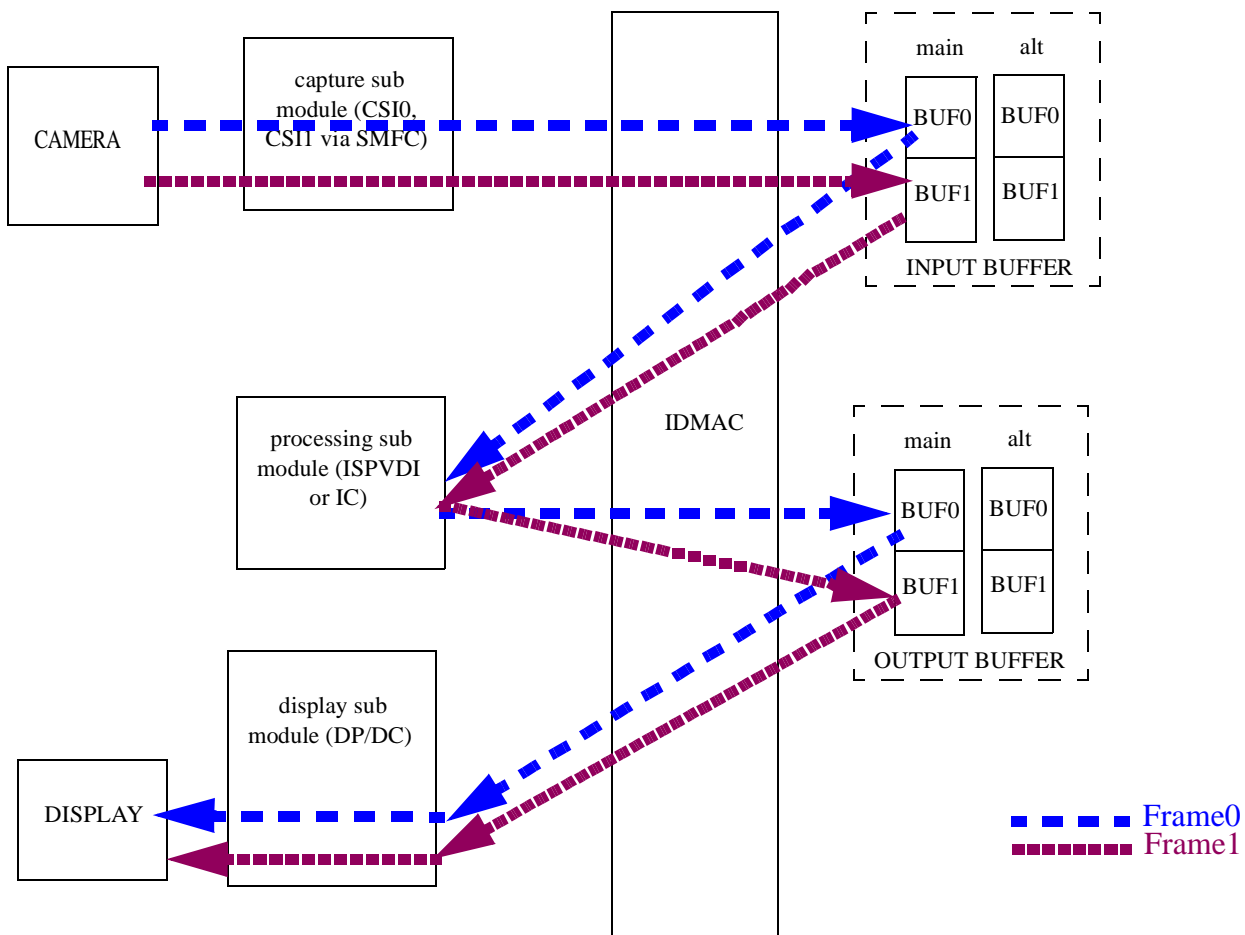 main alt
capture sub
module (CSI0,
CSI1 via SMFC)
CAMERA
BUF0 BUF0
BUF1 BUF1
INPUT BUFFER
processing sub
module (ISPVDI
or IC)
IDMAC
main alt
BUF0 BUF0
BUF1 BUF1
OUTPUT BUFFER
display sub
module (DP/DC)
DISPLAY
Frame0
Frame1